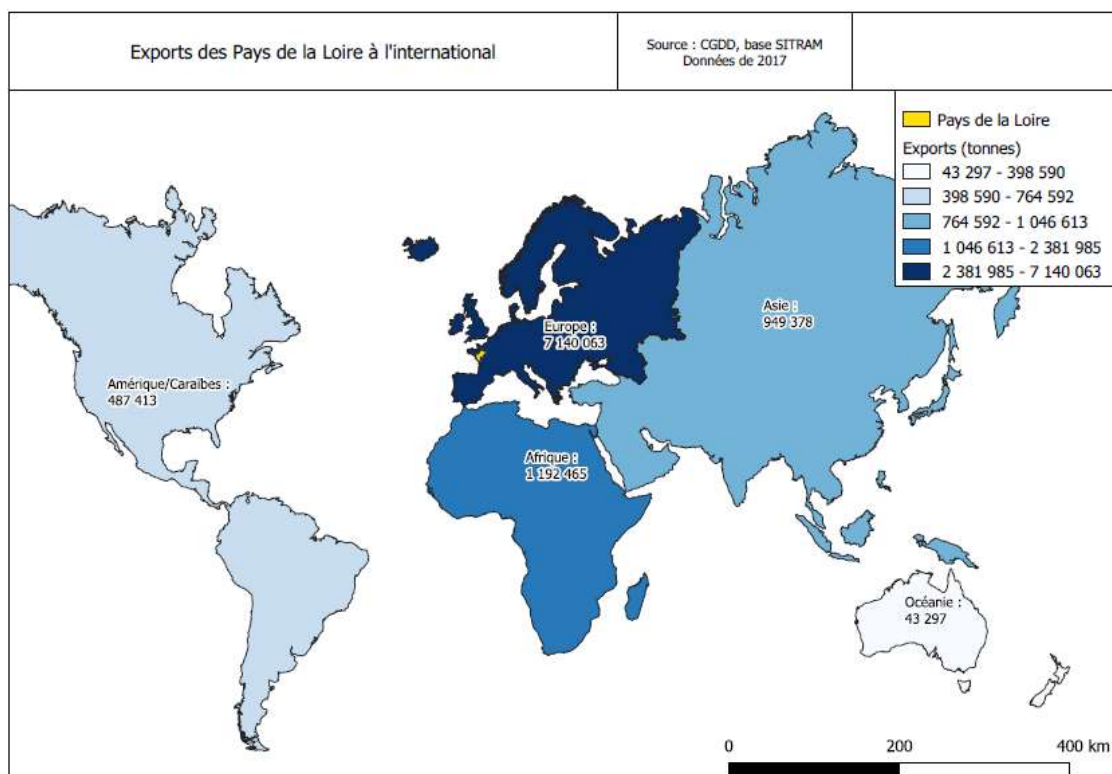 Exports des Pays de la Loire à l'international
Source : CGDD, base SITRAM
Données de 2017
Pays de la Loire
Exports (tonnes)
43 297 - 398 590
398 590 - 764 592
764 592 - 1 046 613
1 046 613 - 2 381 985
2 381 985 - 7 140 063
Asie :
949 378
Europe :
7 140 063
Amérique/Caraïbes :
487 413
Afrique :
1 192 465
Océanie :
43 297
0 200 400 km